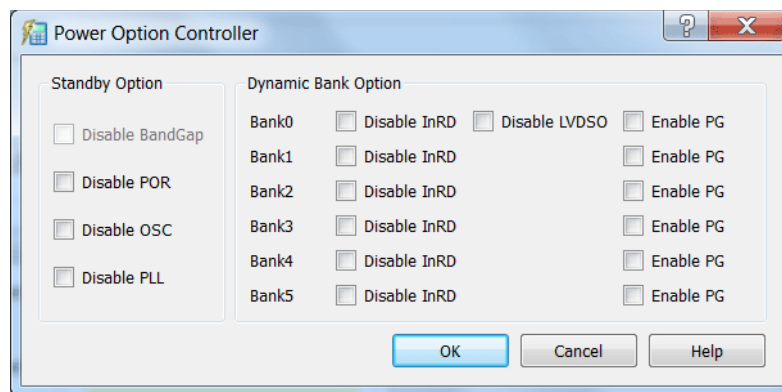 Power Option Controller
Standby Option
Disable BandGap
Disable POR
Disable OSC
Disable PLL
Dynamic Bank Option
Bank0 Disable InRD Disable LVDSO Enable PG
Bank1 Disable InRD Enable PG
Bank2 Disable InRD Enable PG
Bank3 Disable InRD Enable PG
Bank4 Disable InRD Enable PG
Bank5 Disable InRD Enable PG
OK Cancel Help